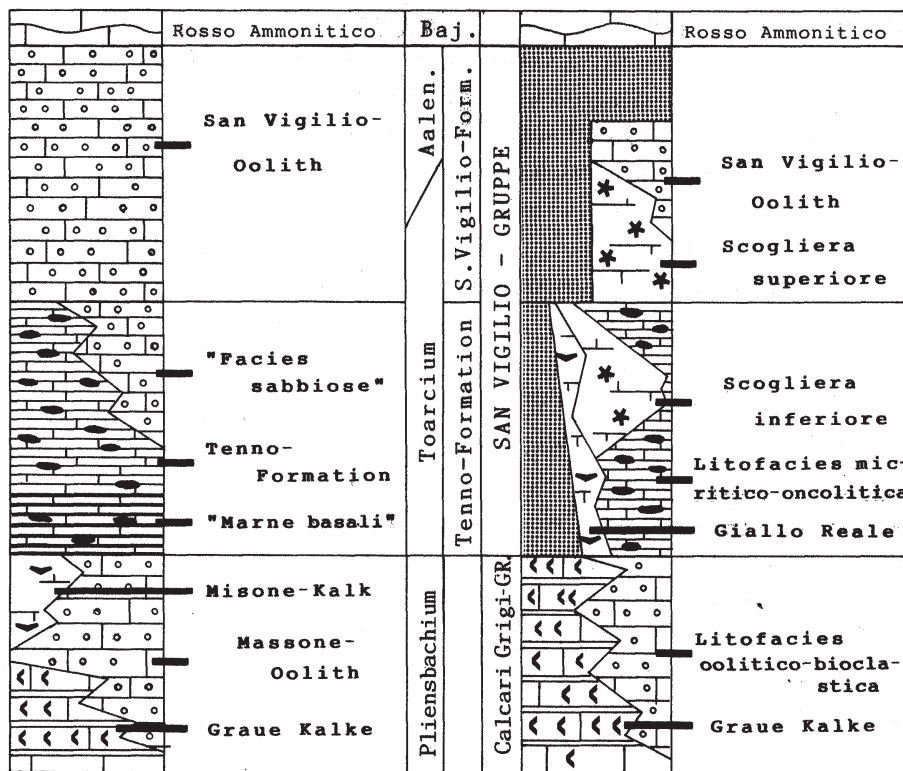 Rosso Ammonitico
Baj.
Rosso Ammonitico
San Vigilio-
Oolith
"Facies
sabbiose"
Tenno-
Formation
"Marne basali"
Misone-Kalk
Massone-
Oolith
Graue Kalke
Aalen.
Toarcium
Pliensbachium
S.Vigilio-Form.
Tenno-Formation
SAN VIGILIO - GRUPPE
Calcari Grigi-GR.
San Vigilio-
Oolith
Scogliera
superiore
Scogliera
inferiore
Litofacies mic-
ritico-oncolitica
Giallo Reale
Litofacies
oolitico-biocla-
stica
Graue Kalke